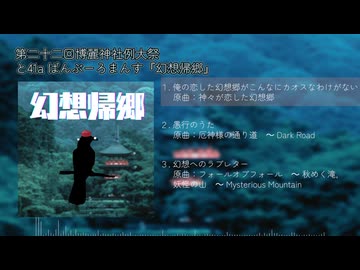 第二十二回博麗神社例大祭
と41a ぱんぷーるまんず「幻想帰郷」
幻想帰郷
1. 俺の恋した幻想郷がこんなにカオスなわけがない
原曲：神々が恋した幻想郷
2. 愚行のうた
原曲：厄神様の通り道　～ Dark Road
3. 幻想へのラブレター
原曲：フォールオブフォール　～ 秋めく滝,
妖怪の山　～ Mysterious Mountain